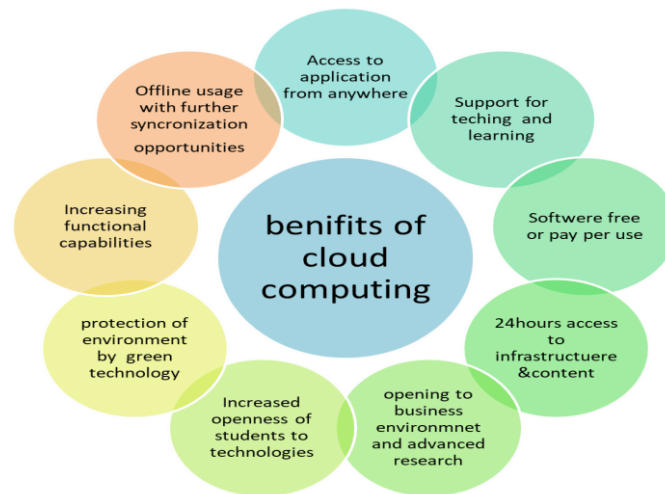 Access to
application
from anywhere
Support for
teching and
learning
Softwere free
or pay per use
24hours access
to
infrastructuere
&content
opening to
business
environmnet
and advanced
research
Increased
openness of
students to
technologies
protection of
environment
by green
technology
Increasing
functional
capabilities
Offline usage
with further
syncronization
opportunities
benifits of
cloud
computing